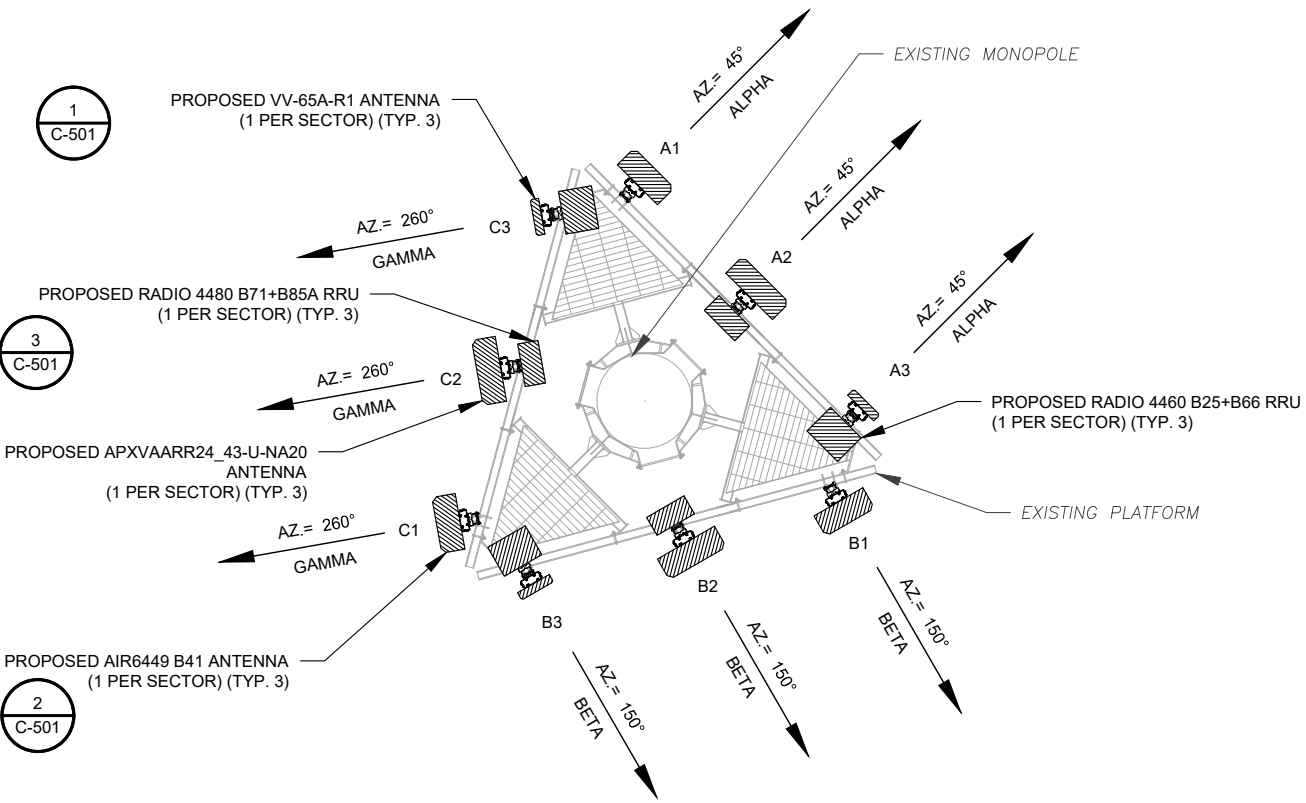 EXISTING MONOPOLE
AZ.= 45°
ALPHA
1
C-501
PROPOSED VV-65A-R1 ANTENNA
(1 PER SECTOR) (TYP. 3)
A1
AZ.= 45°
ALPHA
AZ.= 260°
GAMMA
C3
A2
AZ.= 45°
ALPHA
PROPOSED RADIO 4480 B71+B85A RRU
(1 PER SECTOR) (TYP. 3)
3
C-501
AZ.= 260°
GAMMA
C2
A3
PROPOSED RADIO 4460 B25+B66 RRU
(1 PER SECTOR) (TYP. 3)
PROPOSED APXVAARR24_43-U-NA20
ANTENNA
(1 PER SECTOR) (TYP. 3)
EXISTING PLATFORM
AZ.= 260°
GAMMA
C1
B1
B2
B3
AZ.= 150°
BETA
AZ.= 150°
BETA
AZ.= 150°
BETA
PROPOSED AIR6449 B41 ANTENNA
(1 PER SECTOR) (TYP. 3)
2
C-501